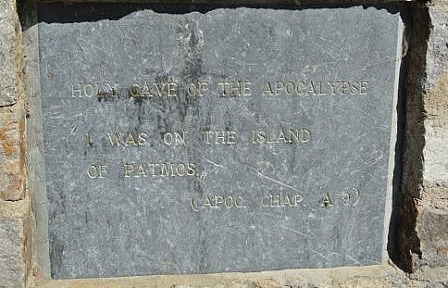 HOLY CAVE OF THE APOCALYPSE
I WAS ON THE ISLAND
OF PATMOS..
(APOC. CHAP. A 9)